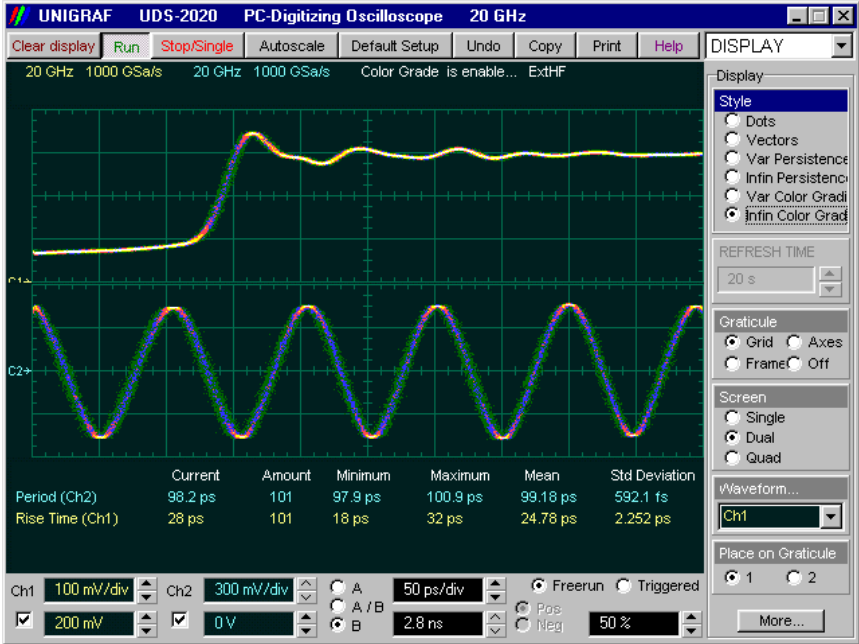 UNIGRAF UDS-2020 PC-Digitizing Oscilloscope 20 GHz
Clear display Run Stop/Single Autoscale Default Setup Undo Copy Print Help DISPLAY
20 GHz 1000 GSa/s 20 GHz 1000 GSa/s Color Grade is enable... ExtHF
Display
Style
Dots
Vectors
Var Persistence
Infin Persistence
Var Color Gradi
Infin Color Grad
REFRESH TIME
20 s
C1
Graticule
Grid Axes
Frame Off
C2
Screen
Single
Dual
Quad
Current Amount Minimum Maximum Mean Std Deviation
Period (Ch2) 98.2 ps 101 97.9 ps 100.9 ps 99.18 ps 592.1 fs
Rise Time (Ch1) 28 ps 101 18 ps 32 ps 24.78 ps 2.252 ps
Waveform...
Ch1
Place on Graticule
1 2
More...
Ch1 100 mV/div Ch2 300 mV/div A 50 ps/div Freerun Triggered
A / B Pos
200 mV 0 V B 2.8 ns Neg 50 %